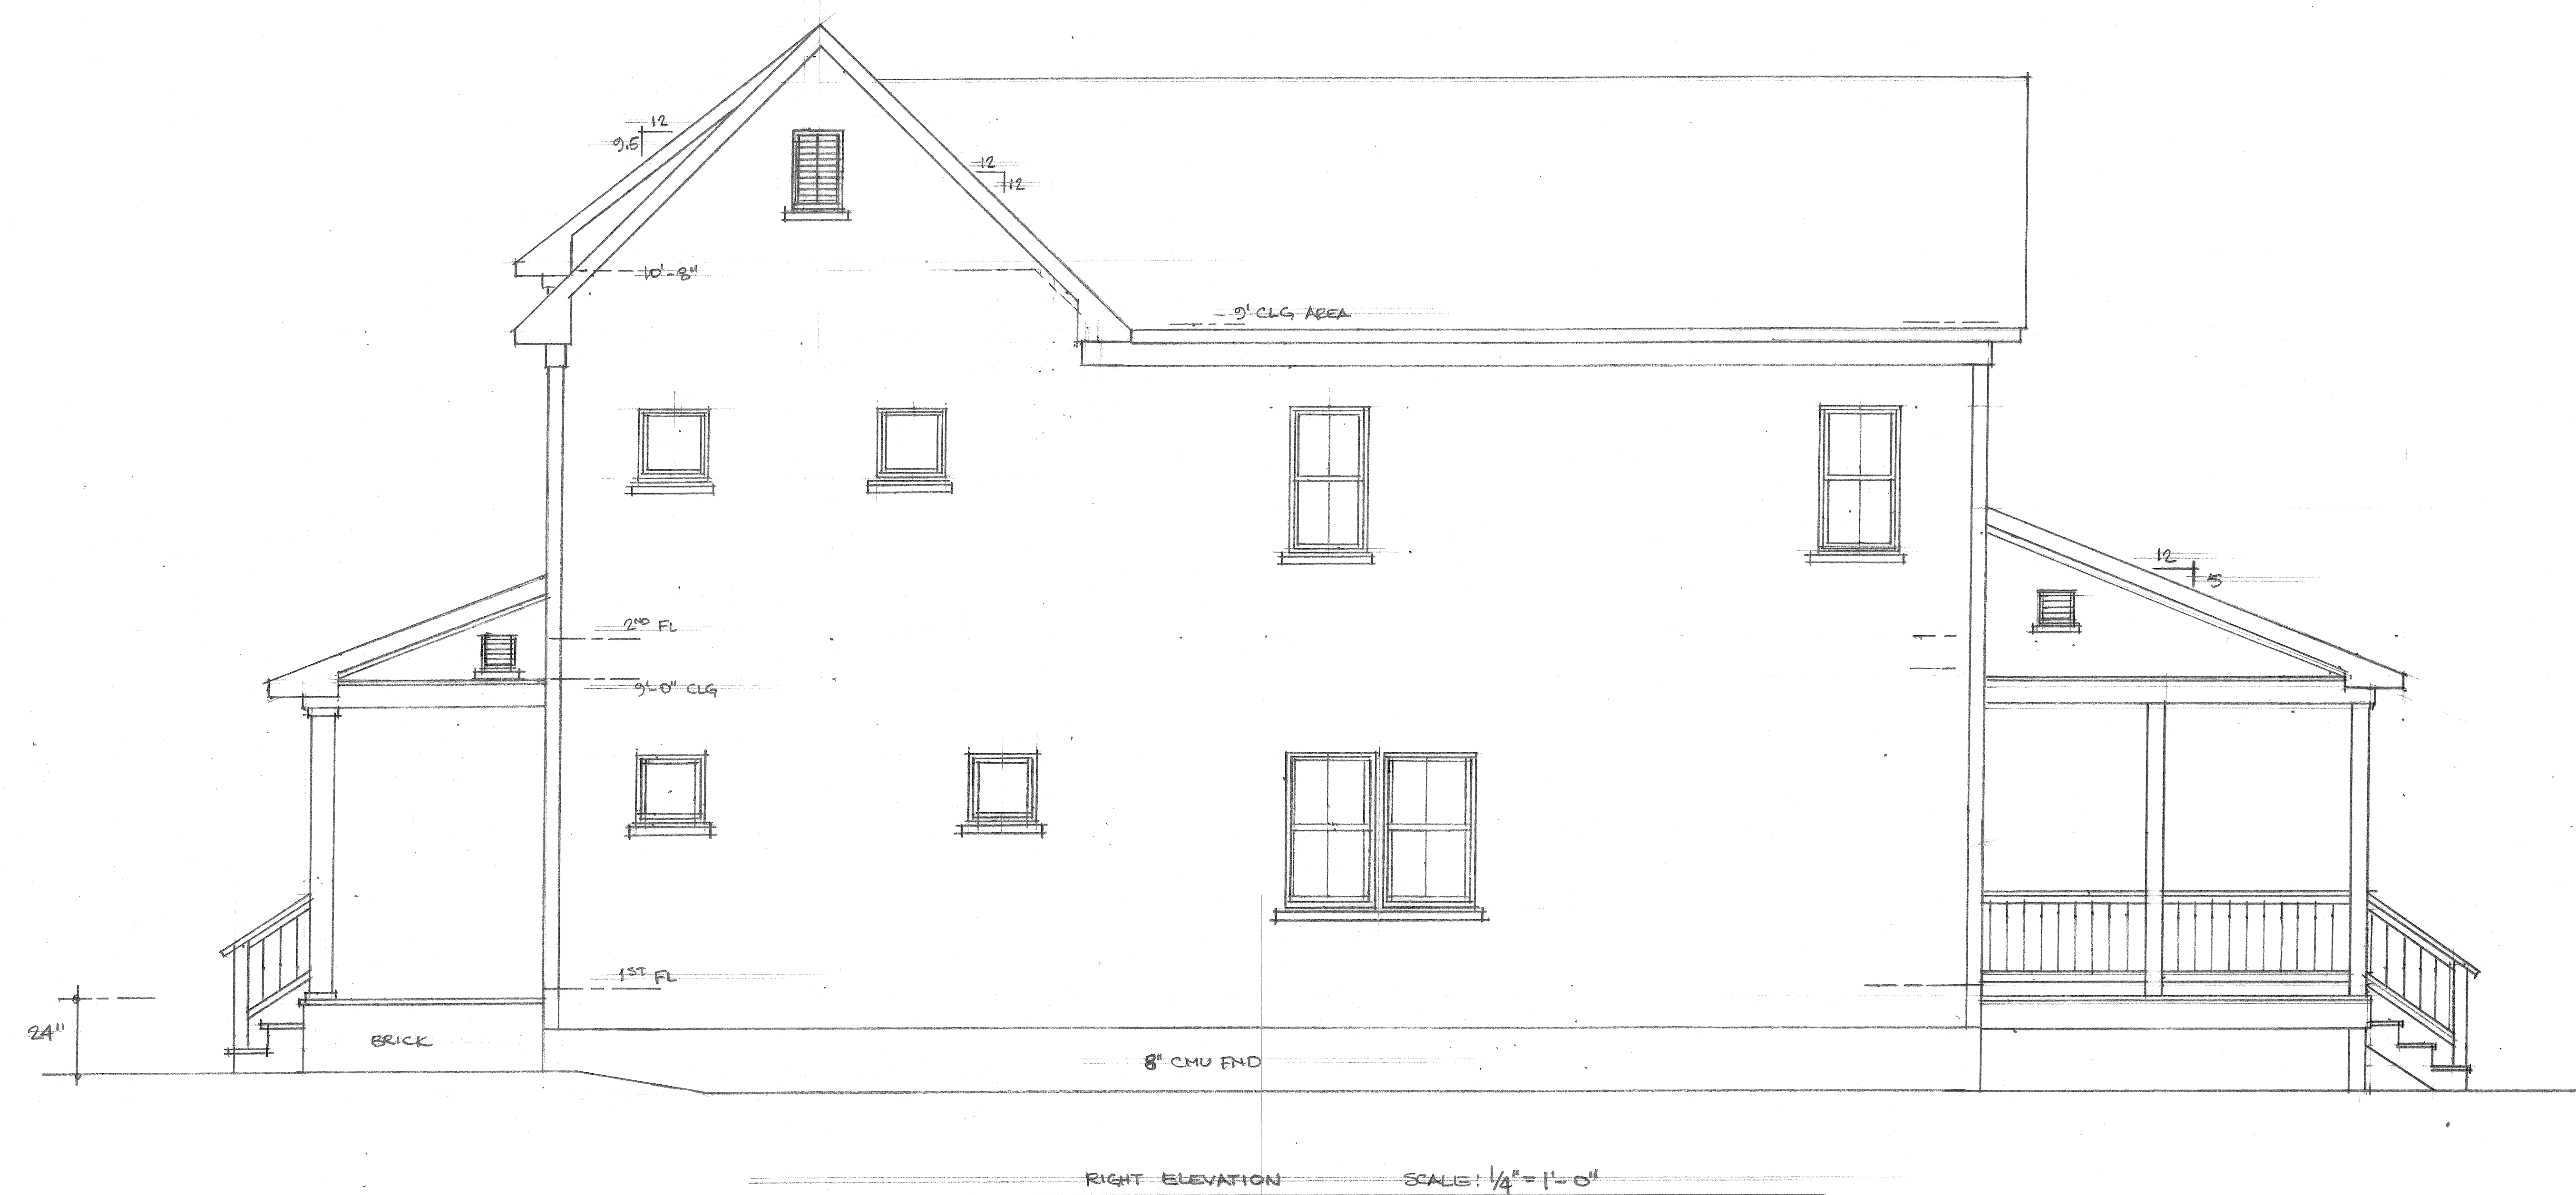 12
9.5
12
12
10'-8"
9' CLG AREA
12
5
2ND FL
9'-0" CLG
1ST FL
24"
BRICK
8" CMU FND
RIGHT ELEVATION SCALE: 1/4" = 1'-0"